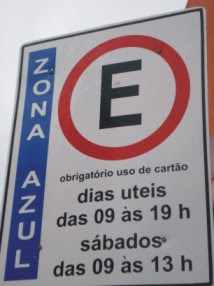 ZONA AZUL
E
obrigatório uso de cartão
dias uteis
das 09 às 19 h
sábados
das 09 às 13 h